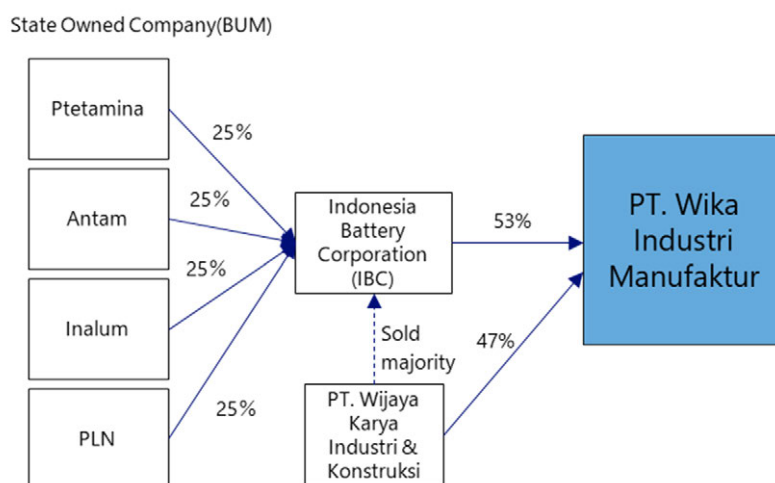 State Owned Company(BUM)
Ptetamina
25%
Antam
25%
Inalum
25%
PLN
25%
Indonesia
Battery
Corporation
(IBC)
53%
Sold
majority
47%
PT. Wijaya
Karya
Industri &
Konstruksi
PT. Wika
Industri
Manufaktur